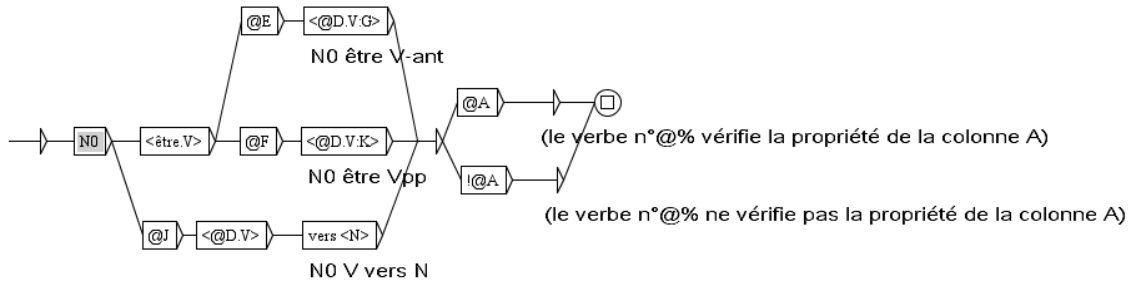 @E <@D.V:G>
N0 être V-ant
@A
N0 <être.V> @F <@D.V:K>
(le verbe n°@% vérifie la propriété de la colonne A)
N0 être Vpp
!@A
(le verbe n°@% ne vérifie pas la propriété de la colonne A)
@J <@D.V> vers <N>
N0 V vers N